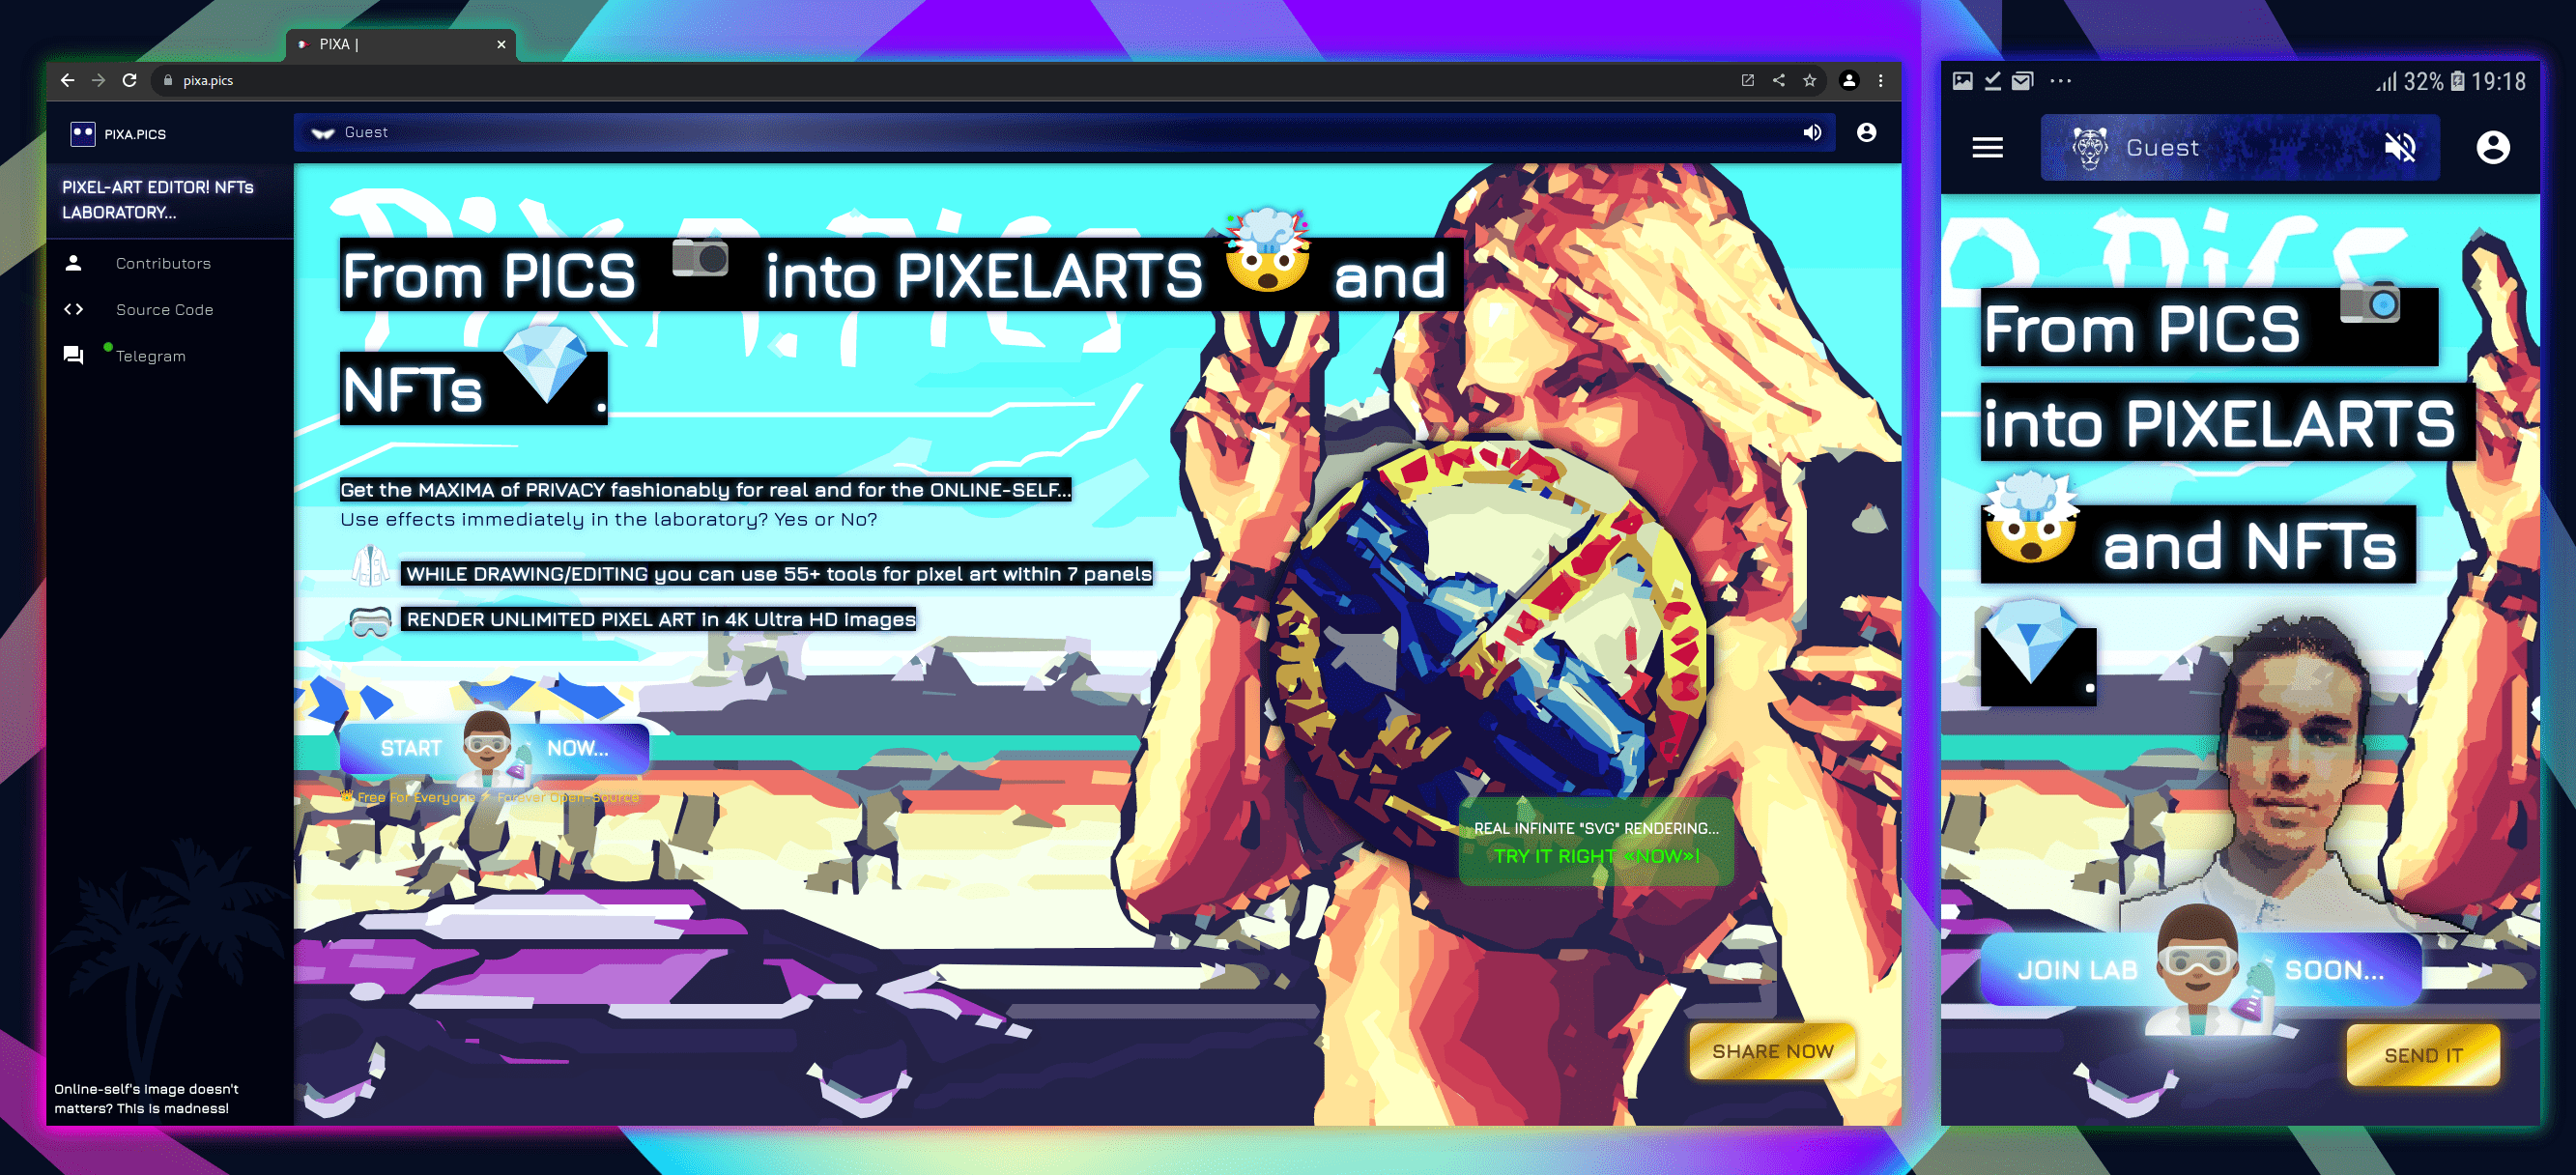 PIXA |
pixa.pics
PIXA.PICS
Guest
PIXEL-ART EDITOR! NFTs
LABORATORY...
Contributors
Source Code
Telegram
Online-self's image doesn't
matters? This is madness!
Pixa.pics
From PICS 📷 into PIXELARTS 🤯 and
NFTs 💎 .
Get the MAXIMA of PRIVACY fashionably for real and for the ONLINE-SELF...
Use effects immediately in the laboratory? Yes or No?
WHILE DRAWING/EDITING you can use 55+ tools for pixel art within 7 panels
RENDER UNLIMITED PIXEL ART in 4K Ultra HD images
START NOW...
Free For Everyone ⚡ Forever Open-Source
REAL INFINITE "SVG" RENDERING...
TRY IT RIGHT «NOW»!
SHARE NOW
32% 19:18
Guest
From PICS 📷
into PIXELARTS
🤯 and NFTs
💎 .
JOIN LAB SOON...
SEND IT